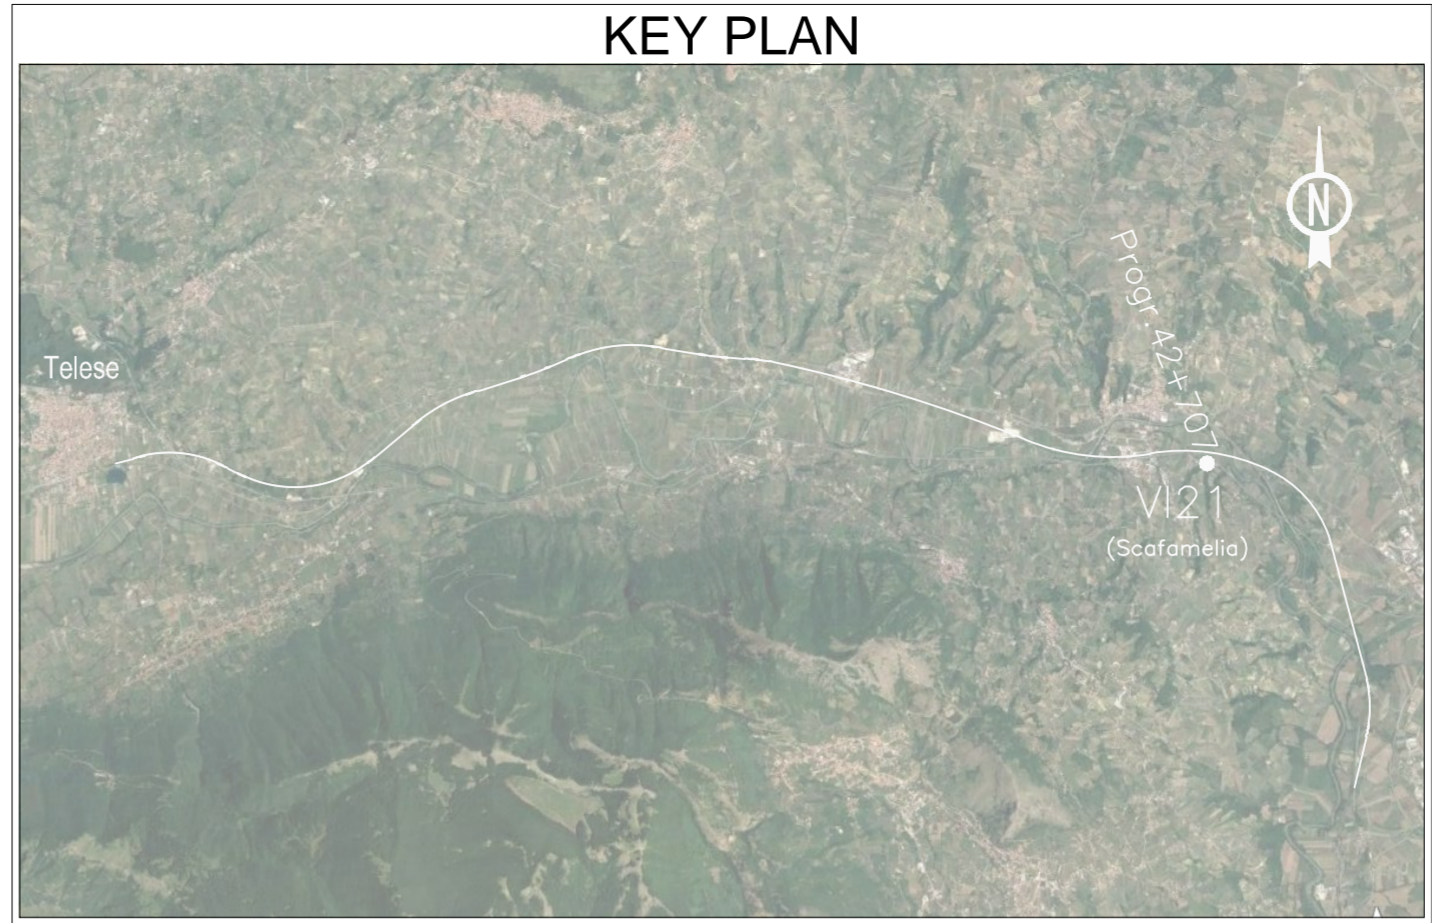 KEY PLAN
N
Telese
Progr.42+707
VI21
(Scafamelia)